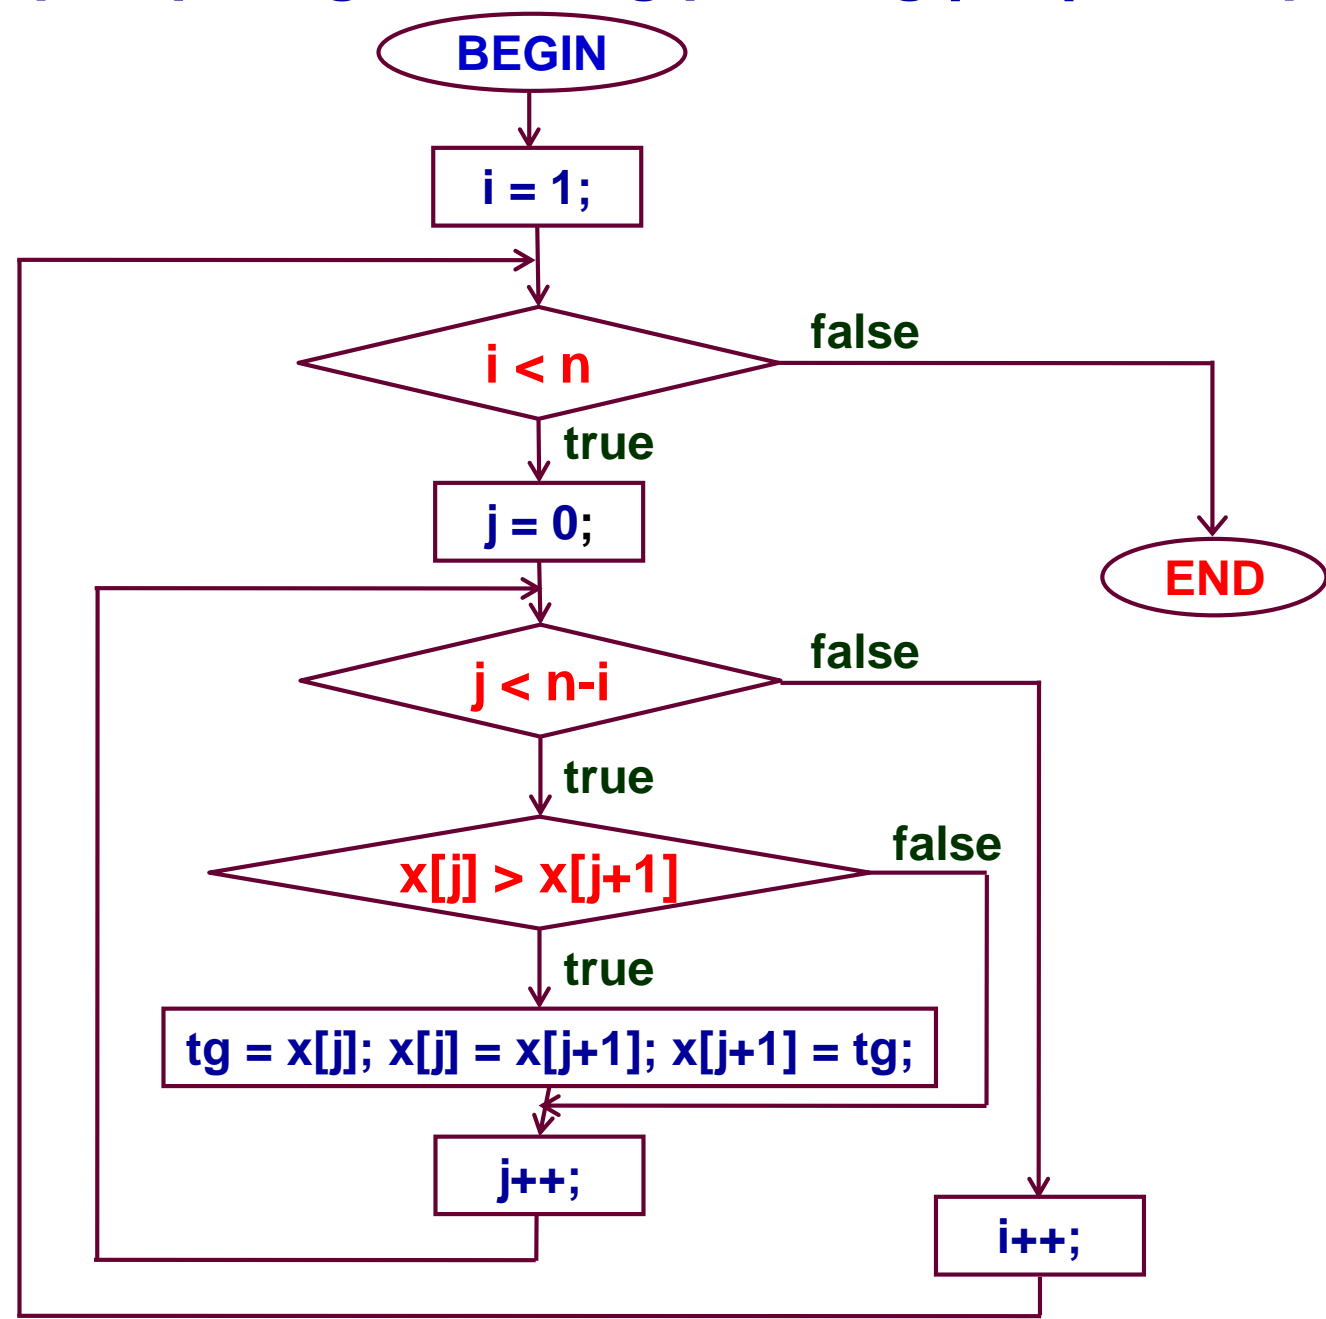 BEGIN
i = 1;
i < n
false
true
j = 0;
END
j < n-i
false
true
x[j] > x[j+1]
false
true
tg = x[j]; x[j] = x[j+1]; x[j+1] = tg;
j++;
i++;